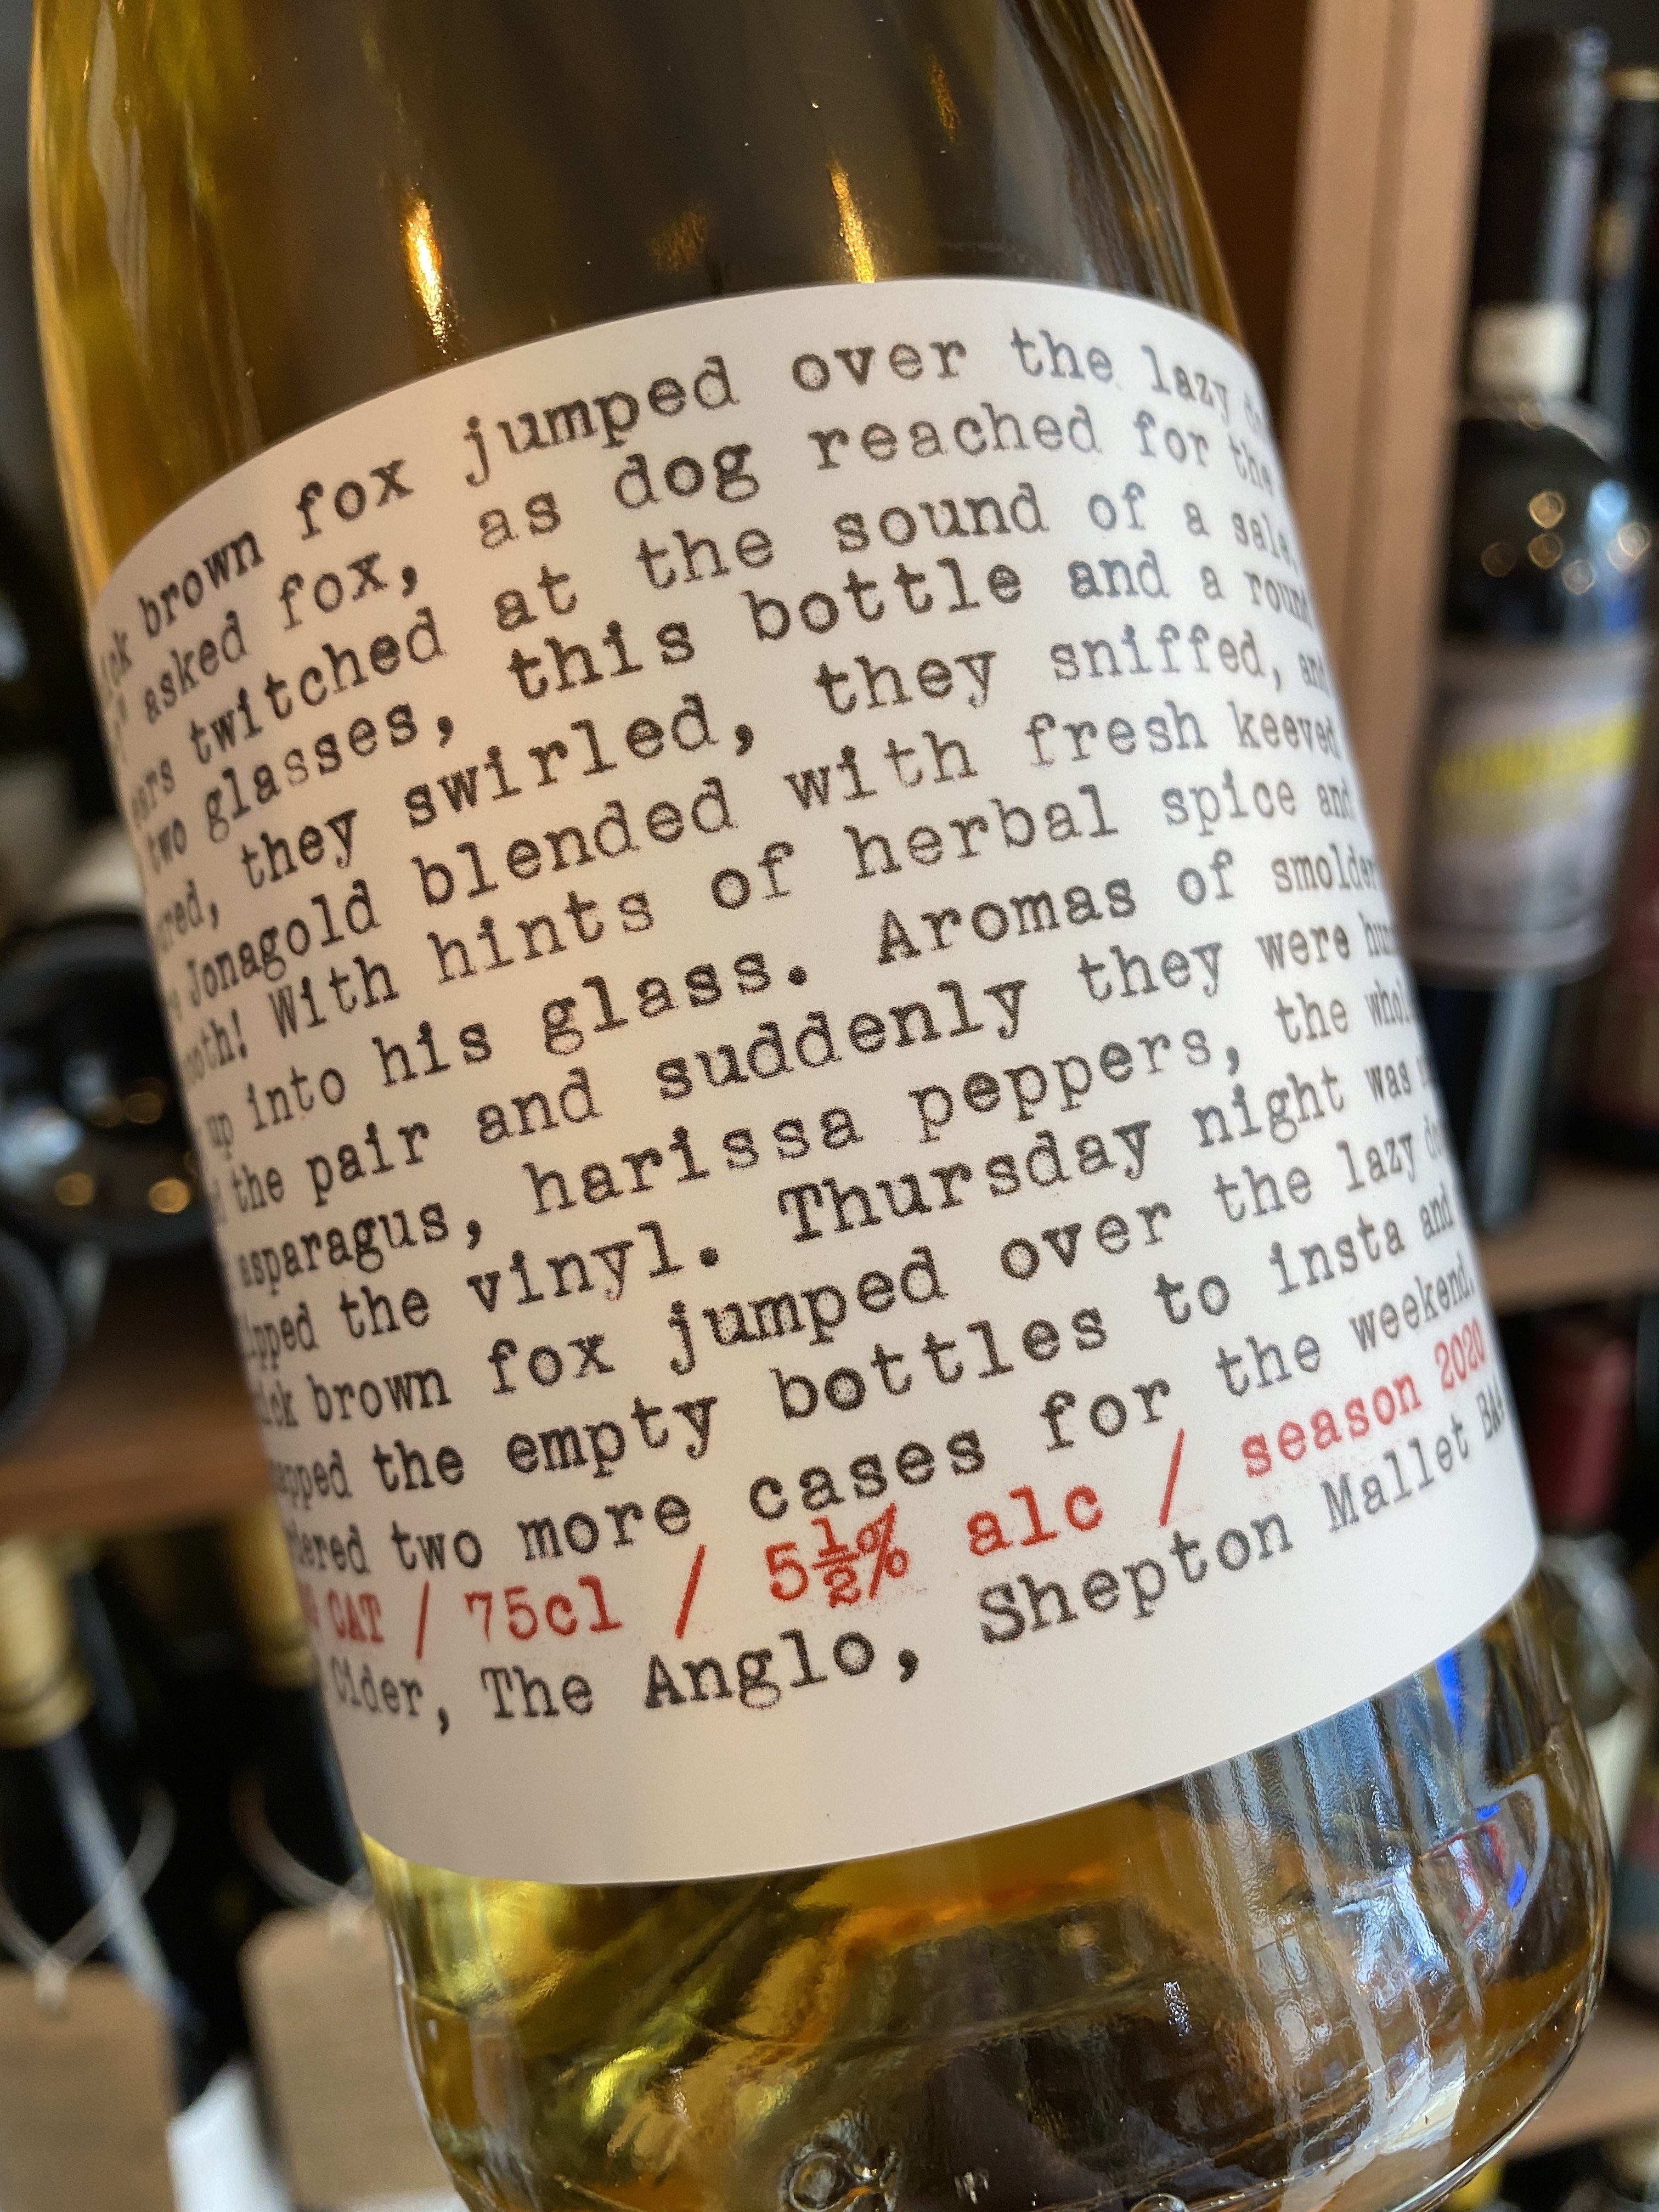 brown fox jumped over the lazy
asked fox, as dog reached for the
twitched at the sound of a sale,
two glasses, this bottle and a round
they swirled, they sniffed, and
Jonagold blended with fresh keeved
With hints of herbal spice and
up into his glass. Aromas of
the pair and suddenly they were
asparagus, harissa peppers, the
the vinyl. Thursday night was
brown fox jumped over the lazy
the empty bottles to insta and
two more cases for the weekend.
CAT / 75cl / 5½% alc / season 2020
Cider, The Anglo, Shepton Mallet